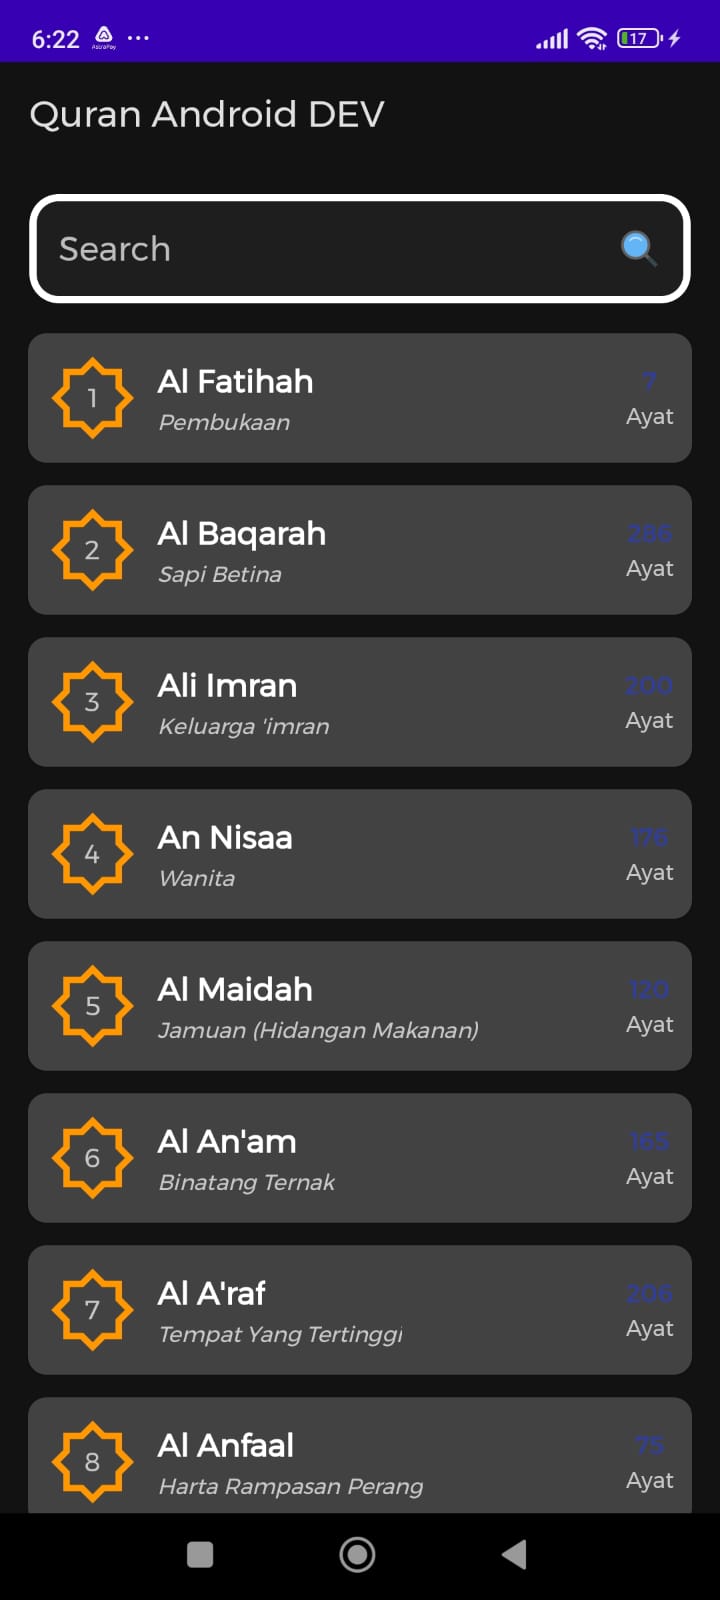 6:22 AstraPay ... 17
Quran Android DEV
Search
1 Al Fatihah 7
Pembukaan Ayat
2 Al Baqarah 286
Sapi Betina Ayat
3 Ali Imran 200
Keluarga 'imran Ayat
4 An Nisaa 176
Wanita Ayat
5 Al Maidah 120
Jamuan (Hidangan Makanan) Ayat
6 Al An'am 165
Binatang Ternak Ayat
7 Al A'raf 206
Tempat Yang Tertinggi Ayat
8 Al Anfaal 75
Harta Rampasan Perang Ayat